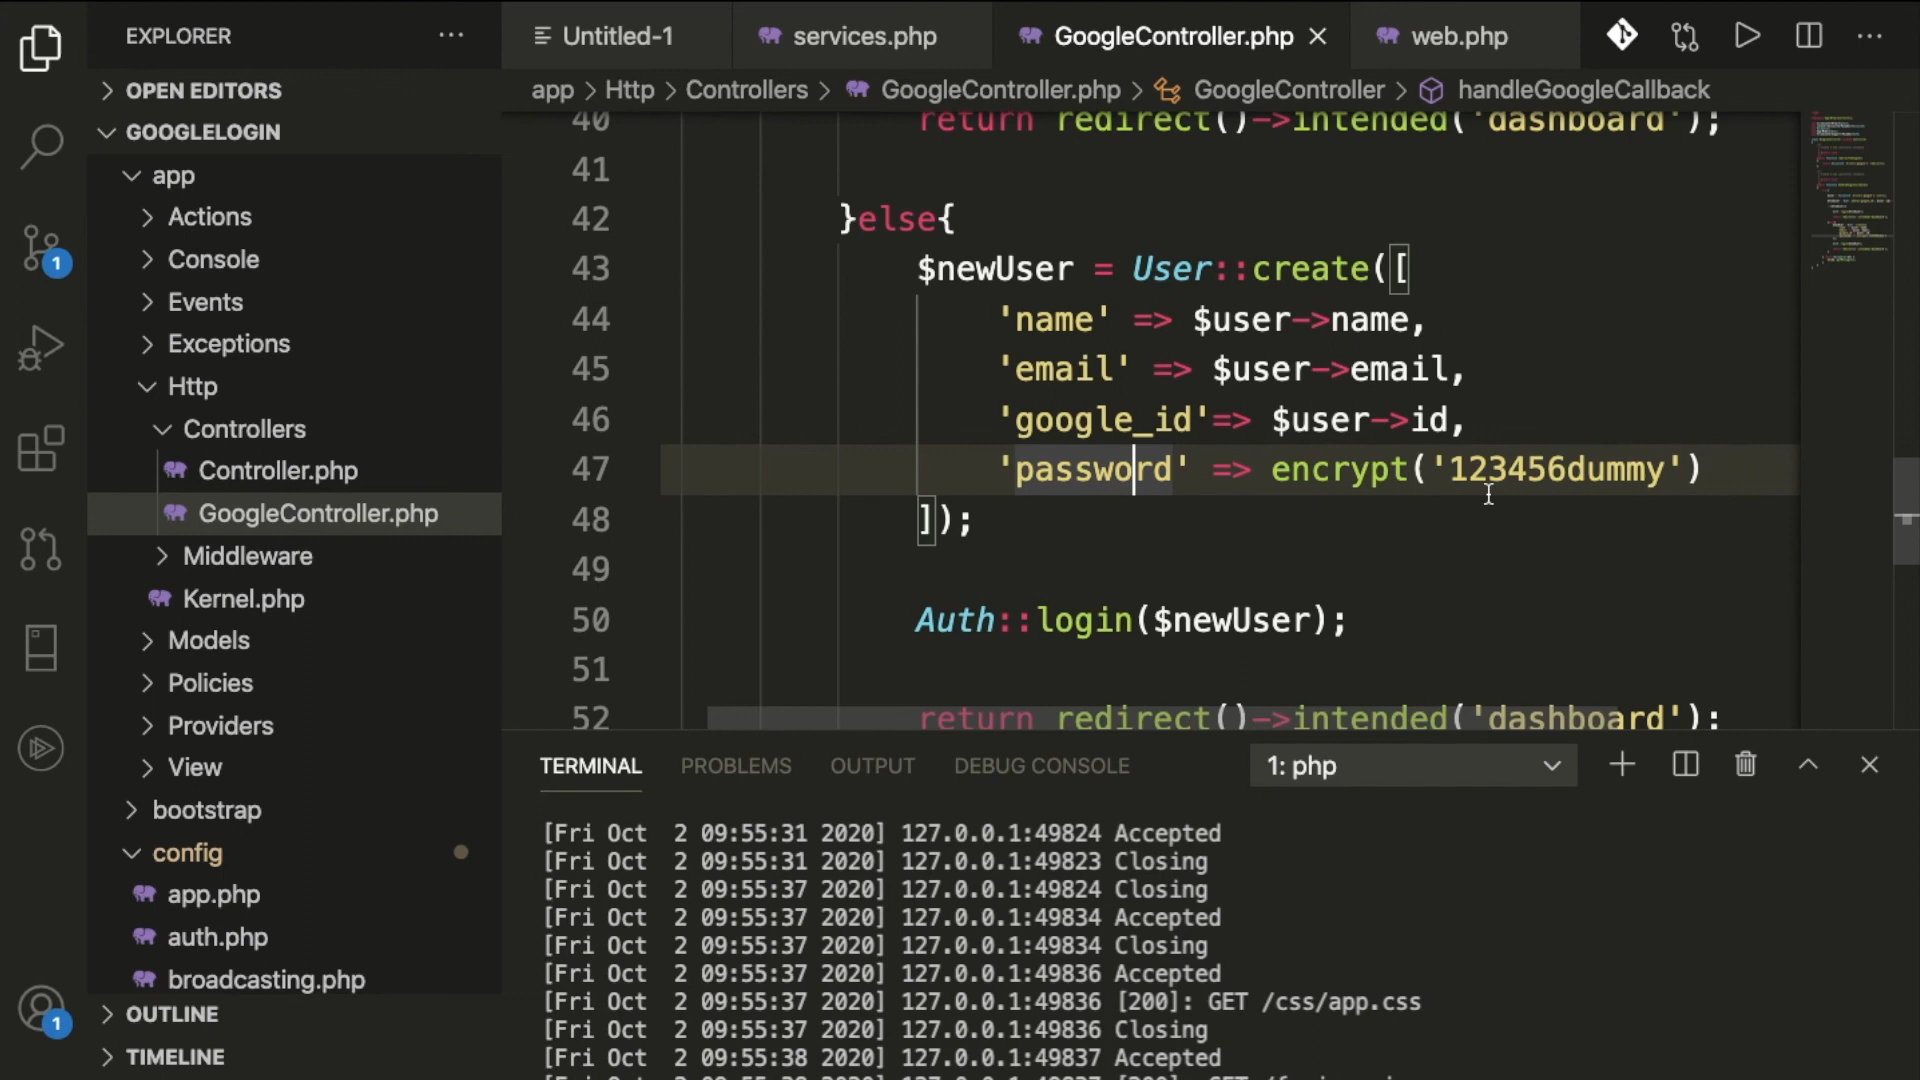 EXPLORER
OPEN EDITORS
GOOGLELOGIN
app
Actions
Console
Events
Exceptions
Http
Controllers
Controller.php
GoogleController.php
Middleware
Kernel.php
Models
Policies
Providers
View
bootstrap
config
app.php
auth.php
broadcasting.php
OUTLINE
TIMELINE
1
1
Untitled-1
services.php
GoogleController.php
web.php
app > Http > Controllers > GoogleController.php > GoogleController > handleGoogleCallback
40 return redirect()->intended('dashboard');
41
42 }else{
43 $newUser = User::create([
44 'name' => $user->name,
45 'email' => $user->email,
46 'google_id'=> $user->id,
47 'password' => encrypt('123456dummy')
48 ]);
49
50 Auth::login($newUser);
51
52 return redirect()->intended('dashboard');
TERMINAL PROBLEMS OUTPUT DEBUG CONSOLE 1: php
[Fri Oct  2 09:55:31 2020] 127.0.0.1:49824 Accepted
[Fri Oct  2 09:55:31 2020] 127.0.0.1:49823 Closing
[Fri Oct  2 09:55:37 2020] 127.0.0.1:49824 Closing
[Fri Oct  2 09:55:37 2020] 127.0.0.1:49834 Accepted
[Fri Oct  2 09:55:37 2020] 127.0.0.1:49834 Closing
[Fri Oct  2 09:55:37 2020] 127.0.0.1:49836 Accepted
[Fri Oct  2 09:55:37 2020] 127.0.0.1:49836 [200]: GET /css/app.css
[Fri Oct  2 09:55:37 2020] 127.0.0.1:49836 Closing
[Fri Oct  2 09:55:38 2020] 127.0.0.1:49837 Accepted